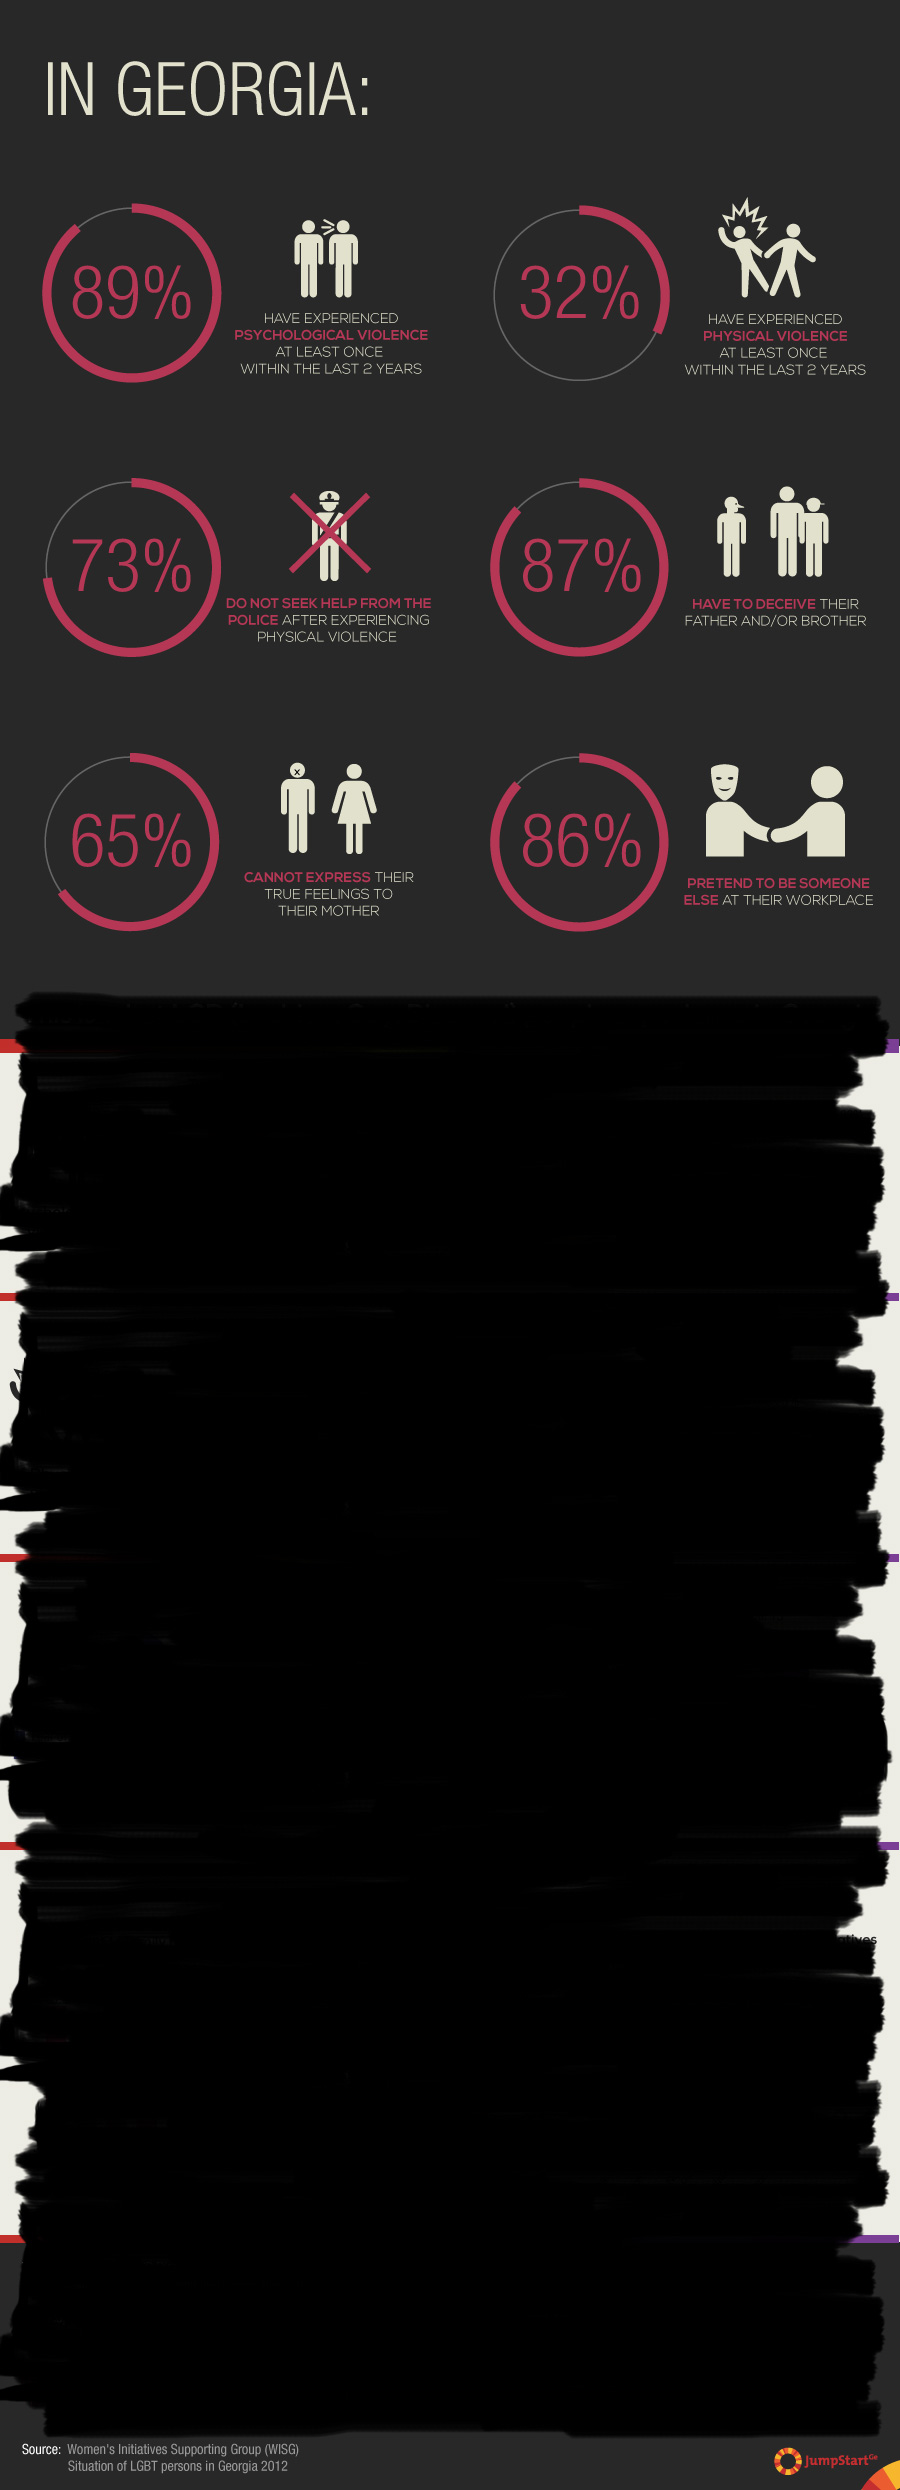 IN GEORGIA:
89%
HAVE EXPERIENCED
PSYCHOLOGICAL VIOLENCE
AT LEAST ONCE
WITHIN THE LAST 2 YEARS
32%
HAVE EXPERIENCED
PHYSICAL VIOLENCE
AT LEAST ONCE
WITHIN THE LAST 2 YEARS
73%
DO NOT SEEK HELP FROM THE
POLICE AFTER EXPERIENCING
PHYSICAL VIOLENCE
87%
HAVE TO DECEIVE THEIR
FATHER AND/OR BROTHER
65%
CANNOT EXPRESS THEIR
TRUE FEELINGS TO
THEIR MOTHER
86%
PRETEND TO BE SOMEONE
ELSE AT THEIR WORKPLACE
Source: Women's Initiatives Supporting Group (WISG)
Situation of LGBT persons in Georgia 2012
JumpStart Ge